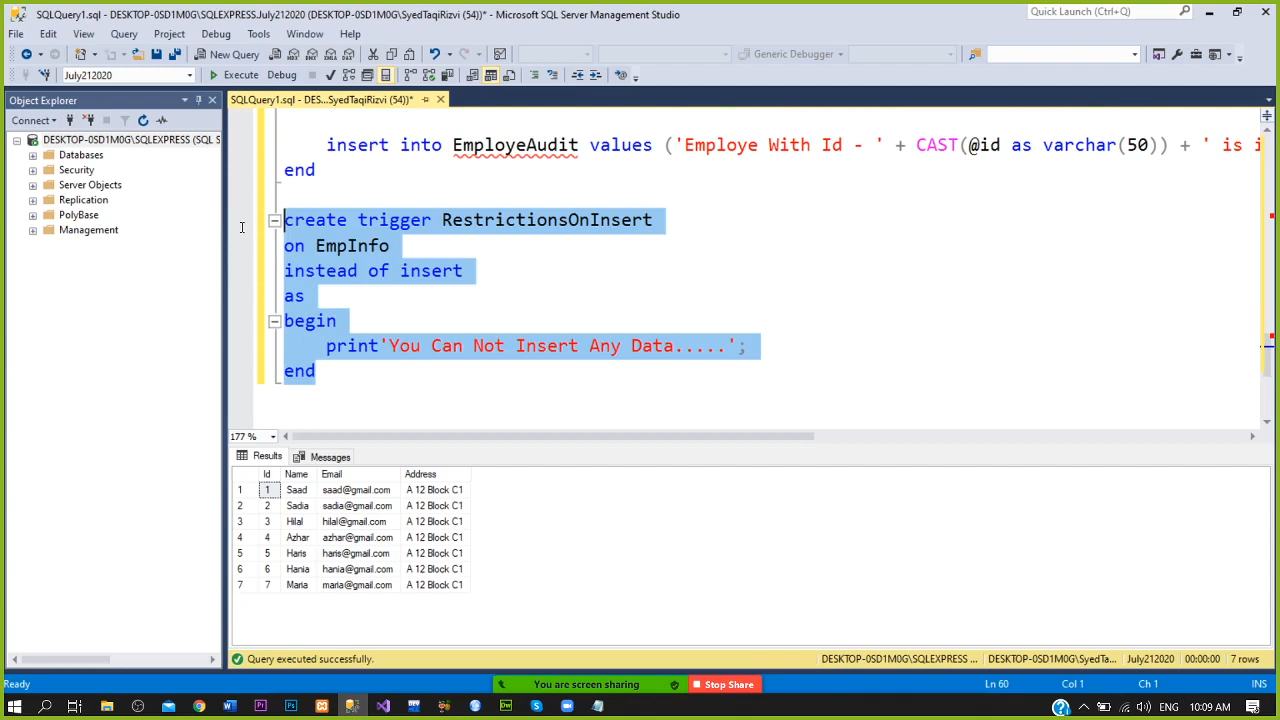 SQLQuery1.sql - DESKTOP-0SD1M0G\SQLEXPRESS.July212020 (DESKTOP-0SD1M0G\SyedTaqiRizvi (54))* - Microsoft SQL Server Management Studio
Quick Launch (Ctrl+Q)
File Edit View Query Project Debug Tools Window Help
New Query
Generic Debugger
July212020
Execute Debug
Object Explorer
SQLQuery1.sql - DES...SyedTaqiRizvi (54))*
Connect
DESKTOP-0SD1M0G\SQLEXPRESS (SQL S
Databases
Security
Server Objects
Replication
PolyBase
Management
insert into EmployeAudit values ('Employe With Id - ' + CAST(@id as varchar(50)) + ' is i
end
create trigger RestrictionsOnInsert
on EmpInfo
instead of insert
as
begin
print'You Can Not Insert Any Data.....';
end
177 %
Results Messages
Id Name Email Address
1 1 Saad saad@gmail.com A 12 Block C1
2 2 Sadia sadia@gmail.com A 12 Block C1
3 3 Hilal hilal@gmail.com A 12 Block C1
4 4 Azhar azhar@gmail.com A 12 Block C1
5 5 Haris haris@gmail.com A 12 Block C1
6 6 Hania hania@gmail.com A 12 Block C1
7 7 Maria maria@gmail.com A 12 Block C1
Query executed successfully.
DESKTOP-0SD1M0G\SQLEXPRESS ... DESKTOP-0SD1M0G\SyedTa... July212020 00:00:00 7 rows
Ready
You are screen sharing Stop Share
Ln 60 Col 1 Ch 1 INS
ENG 10:09 AM